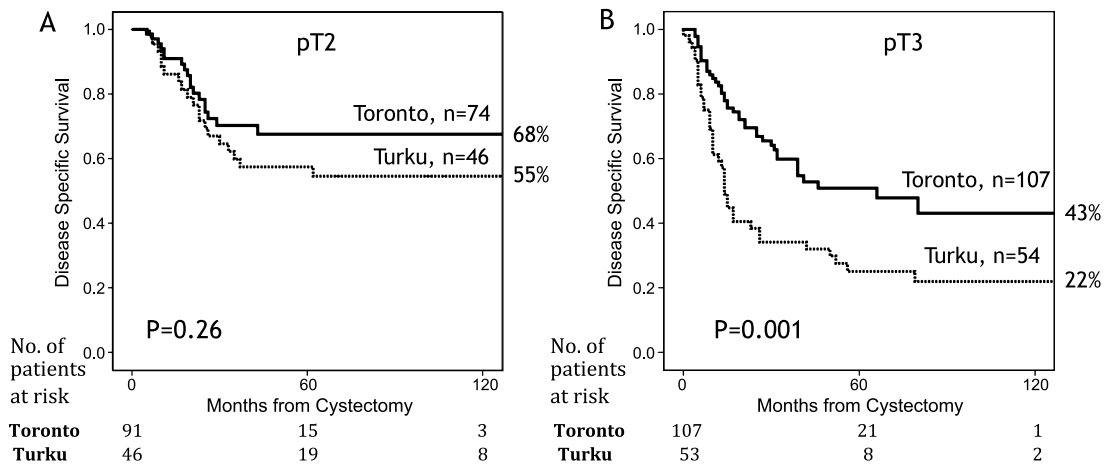 A
pT2
1.0
0.8
0.6
0.4
0.2
0.0
Disease Specific Survival
Toronto, n=74
68%
Turku, n=46
55%
P=0.26
0 60 120
Months from Cystectomy
No. of
patients
at risk
Toronto 91 15 3
Turku 46 19 8
B
pT3
1.0
0.8
0.6
0.4
0.2
0.0
Disease Specific Survival
Toronto, n=107
43%
Turku, n=54
22%
P=0.001
0 60 120
Months from Cystectomy
No. of
patients
at risk
Toronto 107 21 1
Turku 53 8 2